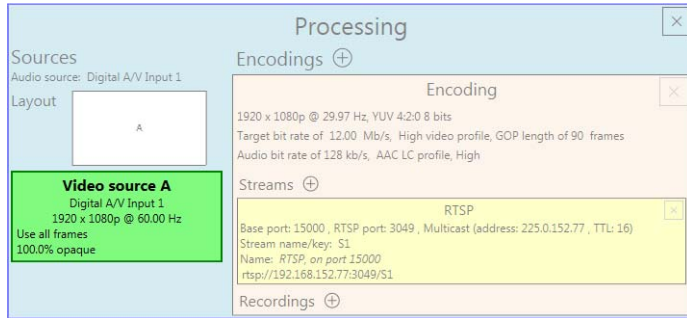 Processing
Sources
Audio source: Digital A/V Input 1
Layout
A
Video source A
Digital A/V Input 1
1920 x 1080p @ 60.00 Hz
Use all frames
100.0% opaque
Encodings
Encoding
1920 x 1080p @ 29.97 Hz, YUV 4:2:0 8 bits
Target bit rate of 12.00 Mb/s, High video profile, GOP length of 90 frames
Audio bit rate of 128 kb/s, AAC LC profile, High
Streams
RTSP
Base port: 15000 , RTSP port: 3049 , Multicast (address: 225.0.152.77 , TTL: 16)
Stream name/key: S1
Name: RTSP, on port 15000
rtsp://192.168.152.77:3049/S1
Recordings